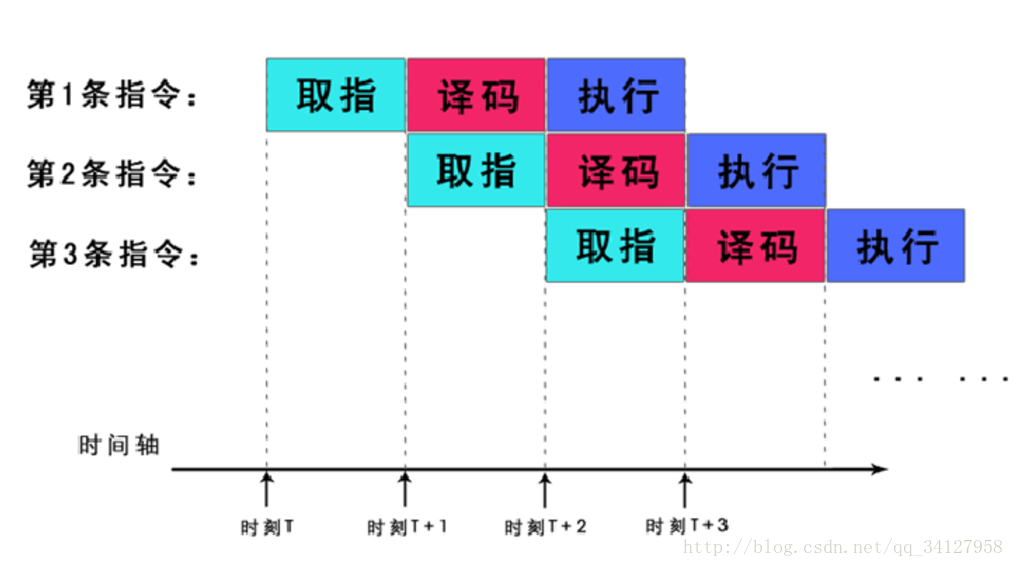 第1条指令： 取指 译码 执行
第2条指令： 取指 译码 执行
第3条指令： 取指 译码 执行
... ...
时间轴
时刻T 时刻T+1 时刻T+2 时刻T+3
http://blog.csdn.net/qq_34127958